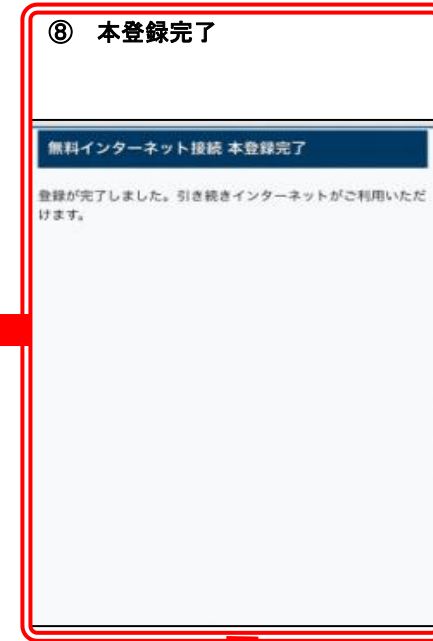 ⑧ 本登録完了
無料インターネット接続 本登録完了
登録が完了しました。引き続きインターネットがご利用いただ
けます。